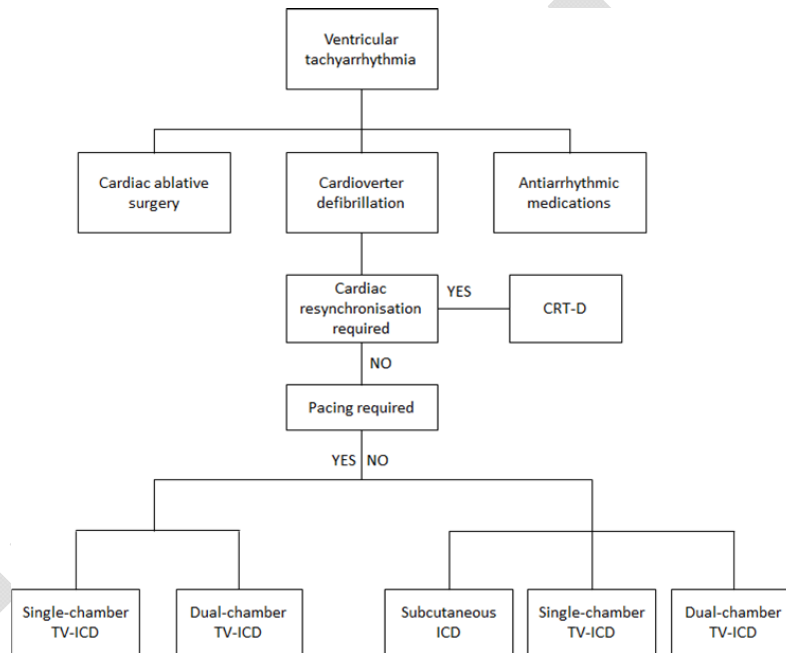 Ventricular
tachyarrhythmia
Cardiac ablative
surgery
Cardioverter
defibrillation
Antiarrhythmic
medications
Cardiac
resynchronisation
required
YES
CRT-D
NO
Pacing required
YES NO
Single-chamber
TV-ICD
Dual-chamber
TV-ICD
Subcutaneous
ICD
Single-chamber
TV-ICD
Dual-chamber
TV-ICD